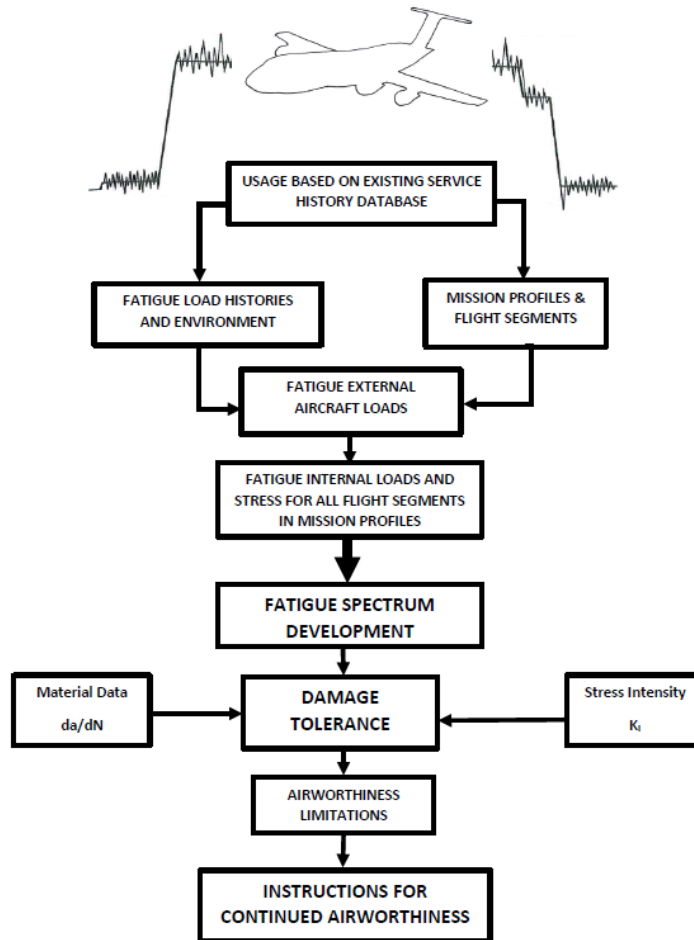 USAGE BASED ON EXISTING SERVICE
HISTORY DATABASE
FATIGUE LOAD HISTORIES
AND ENVIRONMENT
MISSION PROFILES &
FLIGHT SEGMENTS
FATIGUE EXTERNAL
AIRCRAFT LOADS
FATIGUE INTERNAL LOADS AND
STRESS FOR ALL FLIGHT SEGMENTS
IN MISSION PROFILES
FATIGUE SPECTRUM
DEVELOPMENT
Material Data
da/dN
DAMAGE
TOLERANCE
Stress Intensity
Kᵢ
AIRWORTHINESS
LIMITATIONS
INSTRUCTIONS FOR
CONTINUED AIRWORTHINESS